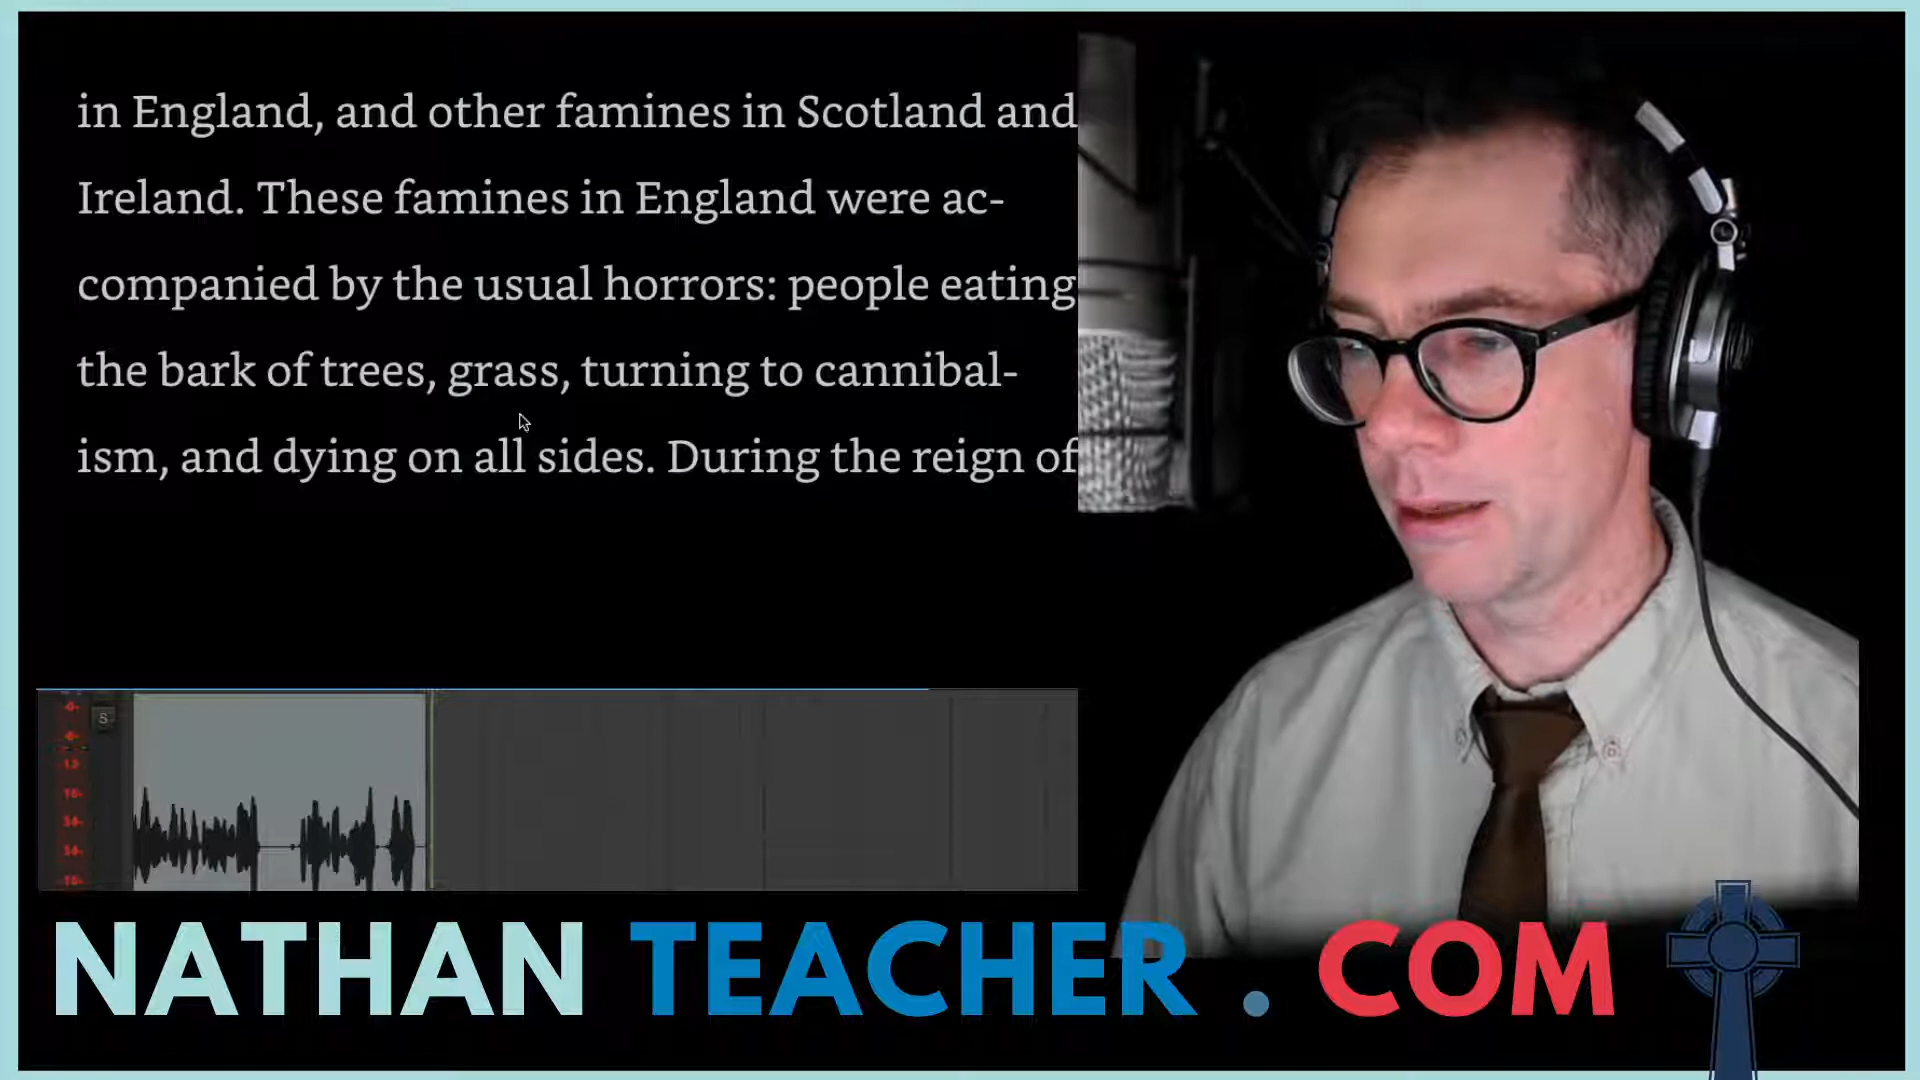 in England, and other famines in Scotland and
Ireland. These famines in England were ac-
companied by the usual horrors: people eating
the bark of trees, grass, turning to cannibal-
ism, and dying on all sides. During the reign of
S
NATHAN TEACHER . COM